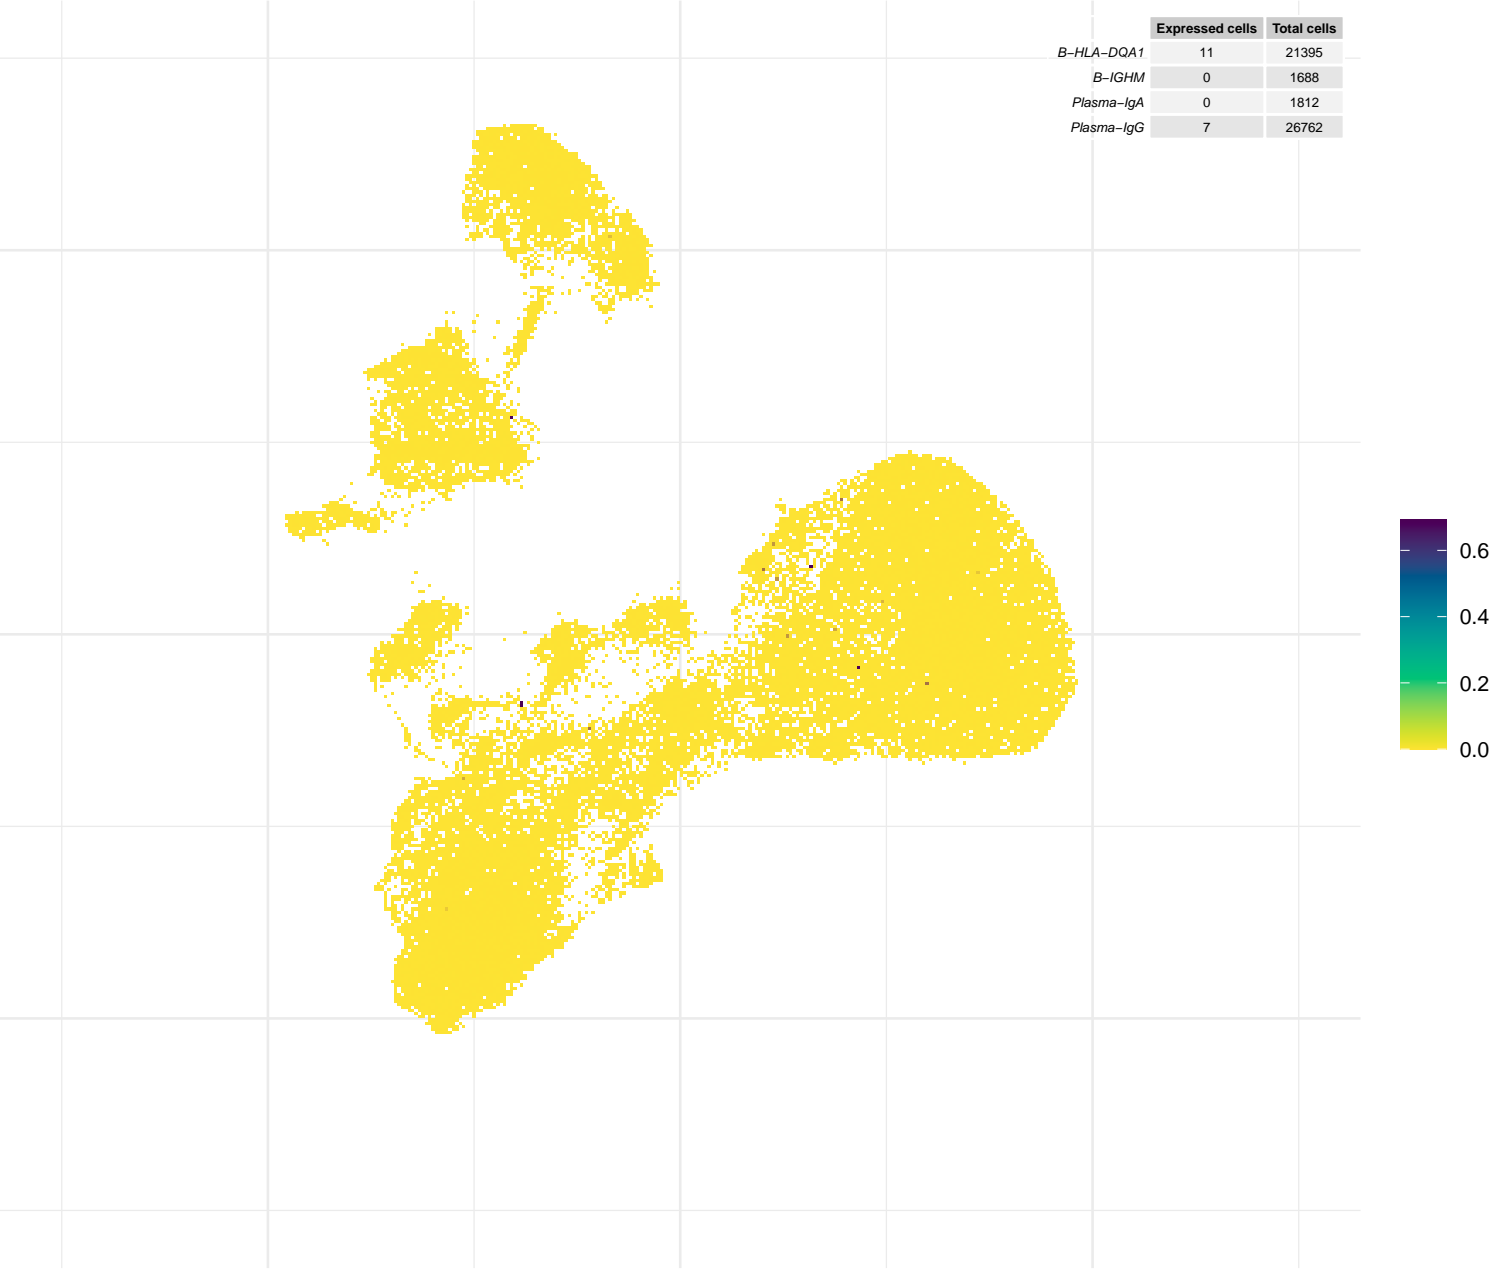 Expressed cells Total cells
B−HLA−DQA1 11 21395
B−IGHM 0 1688
Plasma−IgA 0 1812
Plasma−IgG 7 26762
0.6
0.4
0.2
0.0